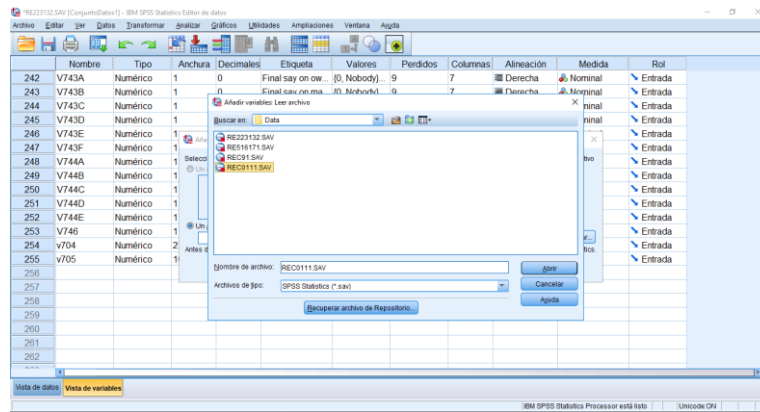 *RE223132.SAV [ConjuntoDatos1] - IBM SPSS Statistics Editor de datos
Archivo Editar Ver Datos Transformar Analizar Gráficos Utilidades Ampliaciones Ventana Ayuda
Nombre Tipo Anchura Decimales Etiqueta Valores Perdidos Columnas Alineación Medida Rol
242 V743A Numérico 1 0 Final say on ow... {0, Nobody}... 9 7 Derecha Nominal Entrada
243 V743B Numérico 1 0 Final say on ma... {0, Nobody}... 9 7 Derecha Nominal Entrada
244 V743C Numérico 1 Añadir variables: Leer archivo Nominal Entrada
245 V743D Numérico 1 Buscar en: Data Entrada
246 V743E Numérico 1 RE223132.SAV Entrada
247 V743F Numérico 1 RE516171.SAV Entrada
248 V744A Numérico 1 Selecci REC91.SAV tivo Entrada
249 V744B Numérico 1 Un REC0111.SAV Entrada
250 V744C Numérico 1 Entrada
251 V744D Numérico 1 Entrada
252 V744E Numérico 1 Entrada
253 V746 Numérico 1 Un Entrada
254 v704 Numérico 2 Antes d tics. Entrada
255 v705 Numérico 1 Nombre de archivo: REC0111.SAV Abrir Entrada
256
257 Archivos de tipo: SPSS Statistics (*.sav) Cancelar
258 Ayuda
259 Recuperar archivo de Repositorio...
260
261
262
Vista de datos Vista de variables
IBM SPSS Statistics Processor está listo Unicode:ON